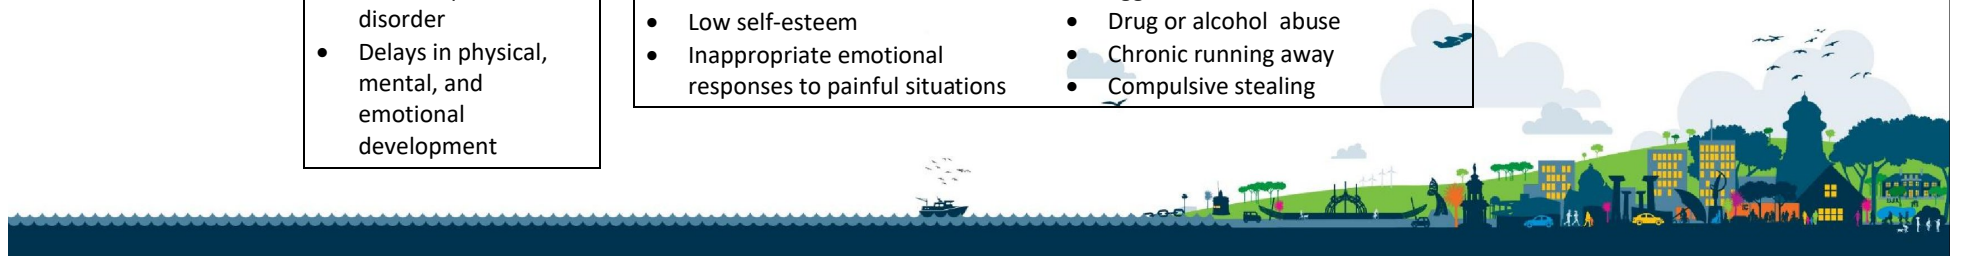 disorder
• Delays in physical,
mental, and
emotional
development
• Low self-esteem
• Inappropriate emotional
responses to painful situations
• Drug or alcohol  abuse
• Chronic running away
• Compulsive stealing